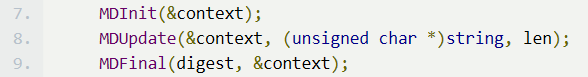 7. MDInit(&context);
8. MDUpdate(&context, (unsigned char *)string, len);
9. MDFinal(digest, &context);